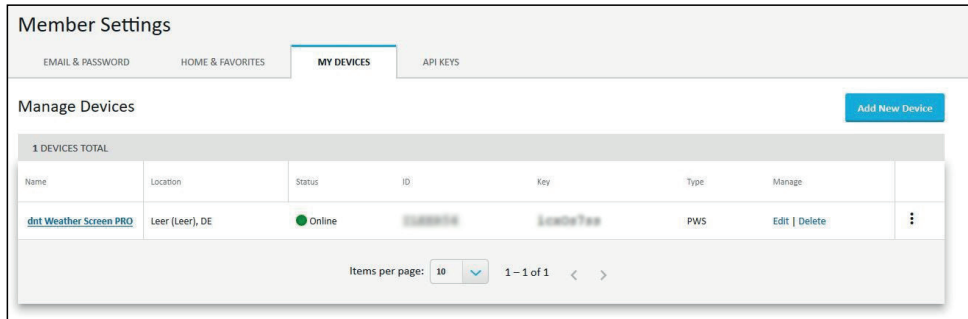 Member Settings
EMAIL & PASSWORD HOME & FAVORITES MY DEVICES API KEYS
Manage Devices Add New Device
1 DEVICES TOTAL
Name Location Status ID Key Type Manage
dnt Weather Screen PRO Leer (Leer), DE Online PWS Edit | Delete
Items per page: 10 1 – 1 of 1